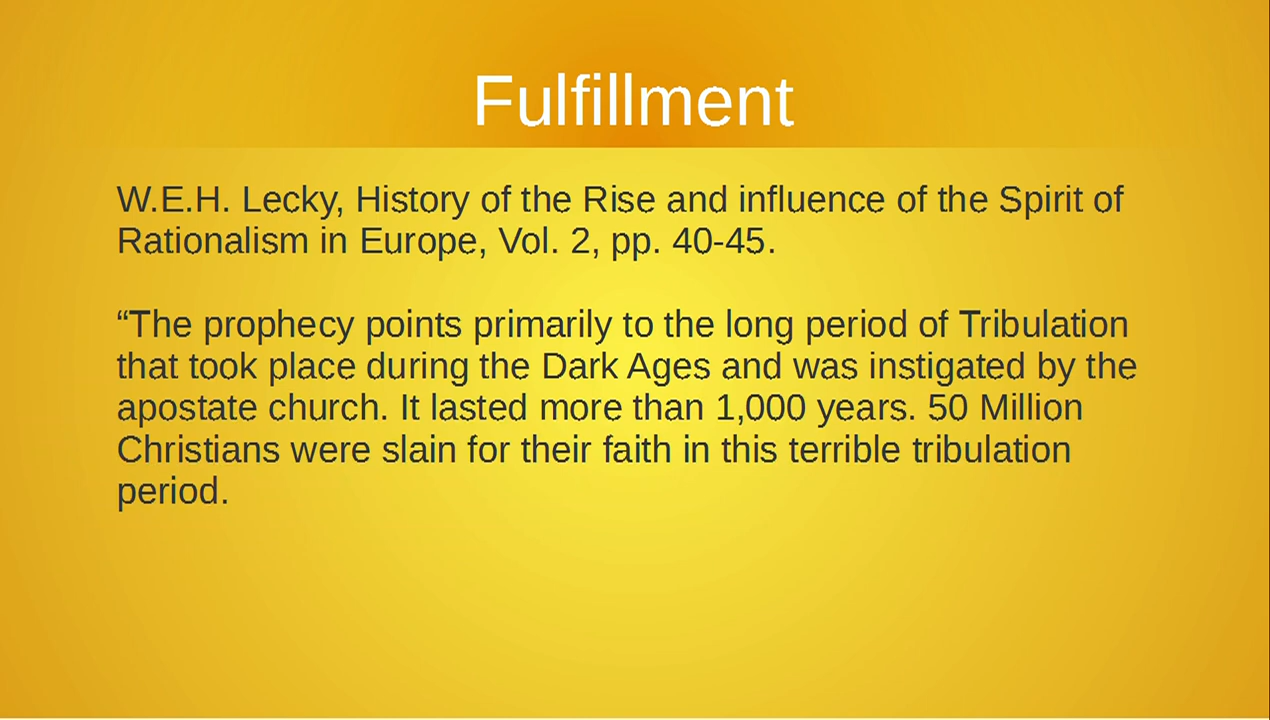 Fulfillment
W.E.H. Lecky, History of the Rise and influence of the Spirit of
Rationalism in Europe, Vol. 2, pp. 40-45.
“The prophecy points primarily to the long period of Tribulation
that took place during the Dark Ages and was instigated by the
apostate church. It lasted more than 1,000 years. 50 Million
Christians were slain for their faith in this terrible tribulation
period.